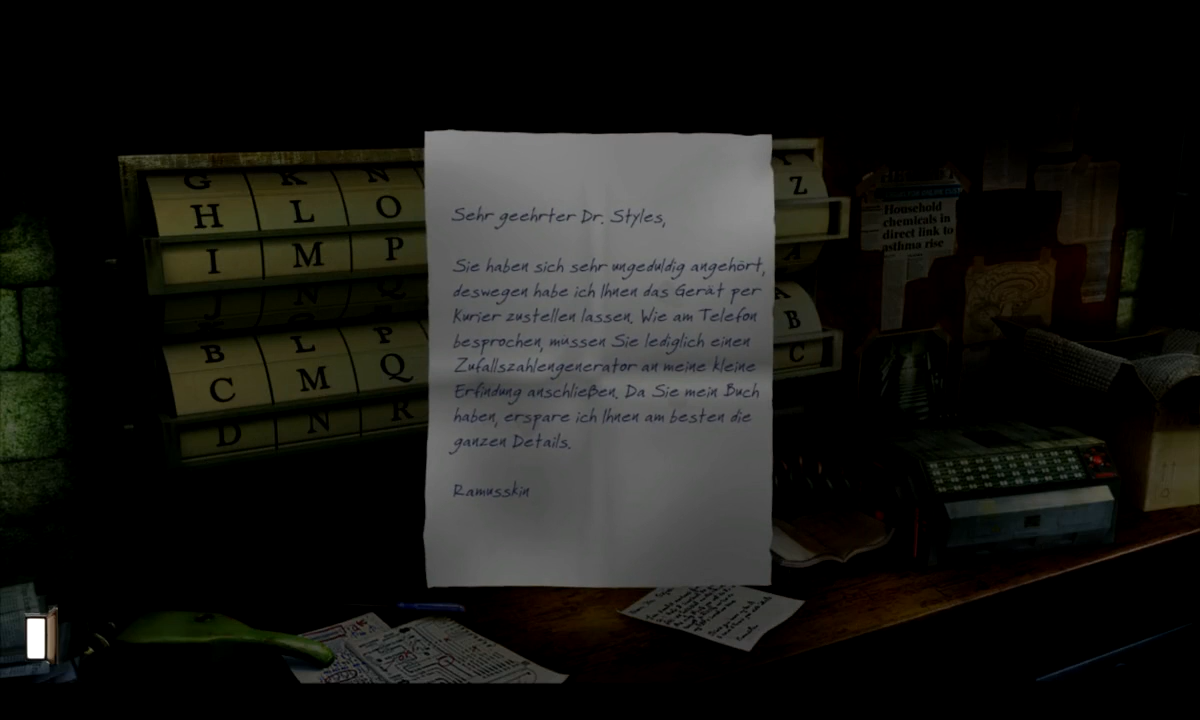 Sehr geehrter Dr. Styles,
Sie haben sich sehr ungeduldig angehört,
deswegen habe ich Ihnen das Gerät per
Kurier zustellen lassen. Wie am Telefon
besprochen, müssen Sie lediglich einen
Zufallszahlengenerator an meine kleine
Erfindung anschließen. Da Sie mein Buch
haben, erspare ich Ihnen am besten die
ganzen Details.
Ramusskin
G K N
H L O
I M P
J N Q
B L P
C M Q
D N R
Y Z
A
A
B
C
Household
chemicals in
direct link to
asthma rise